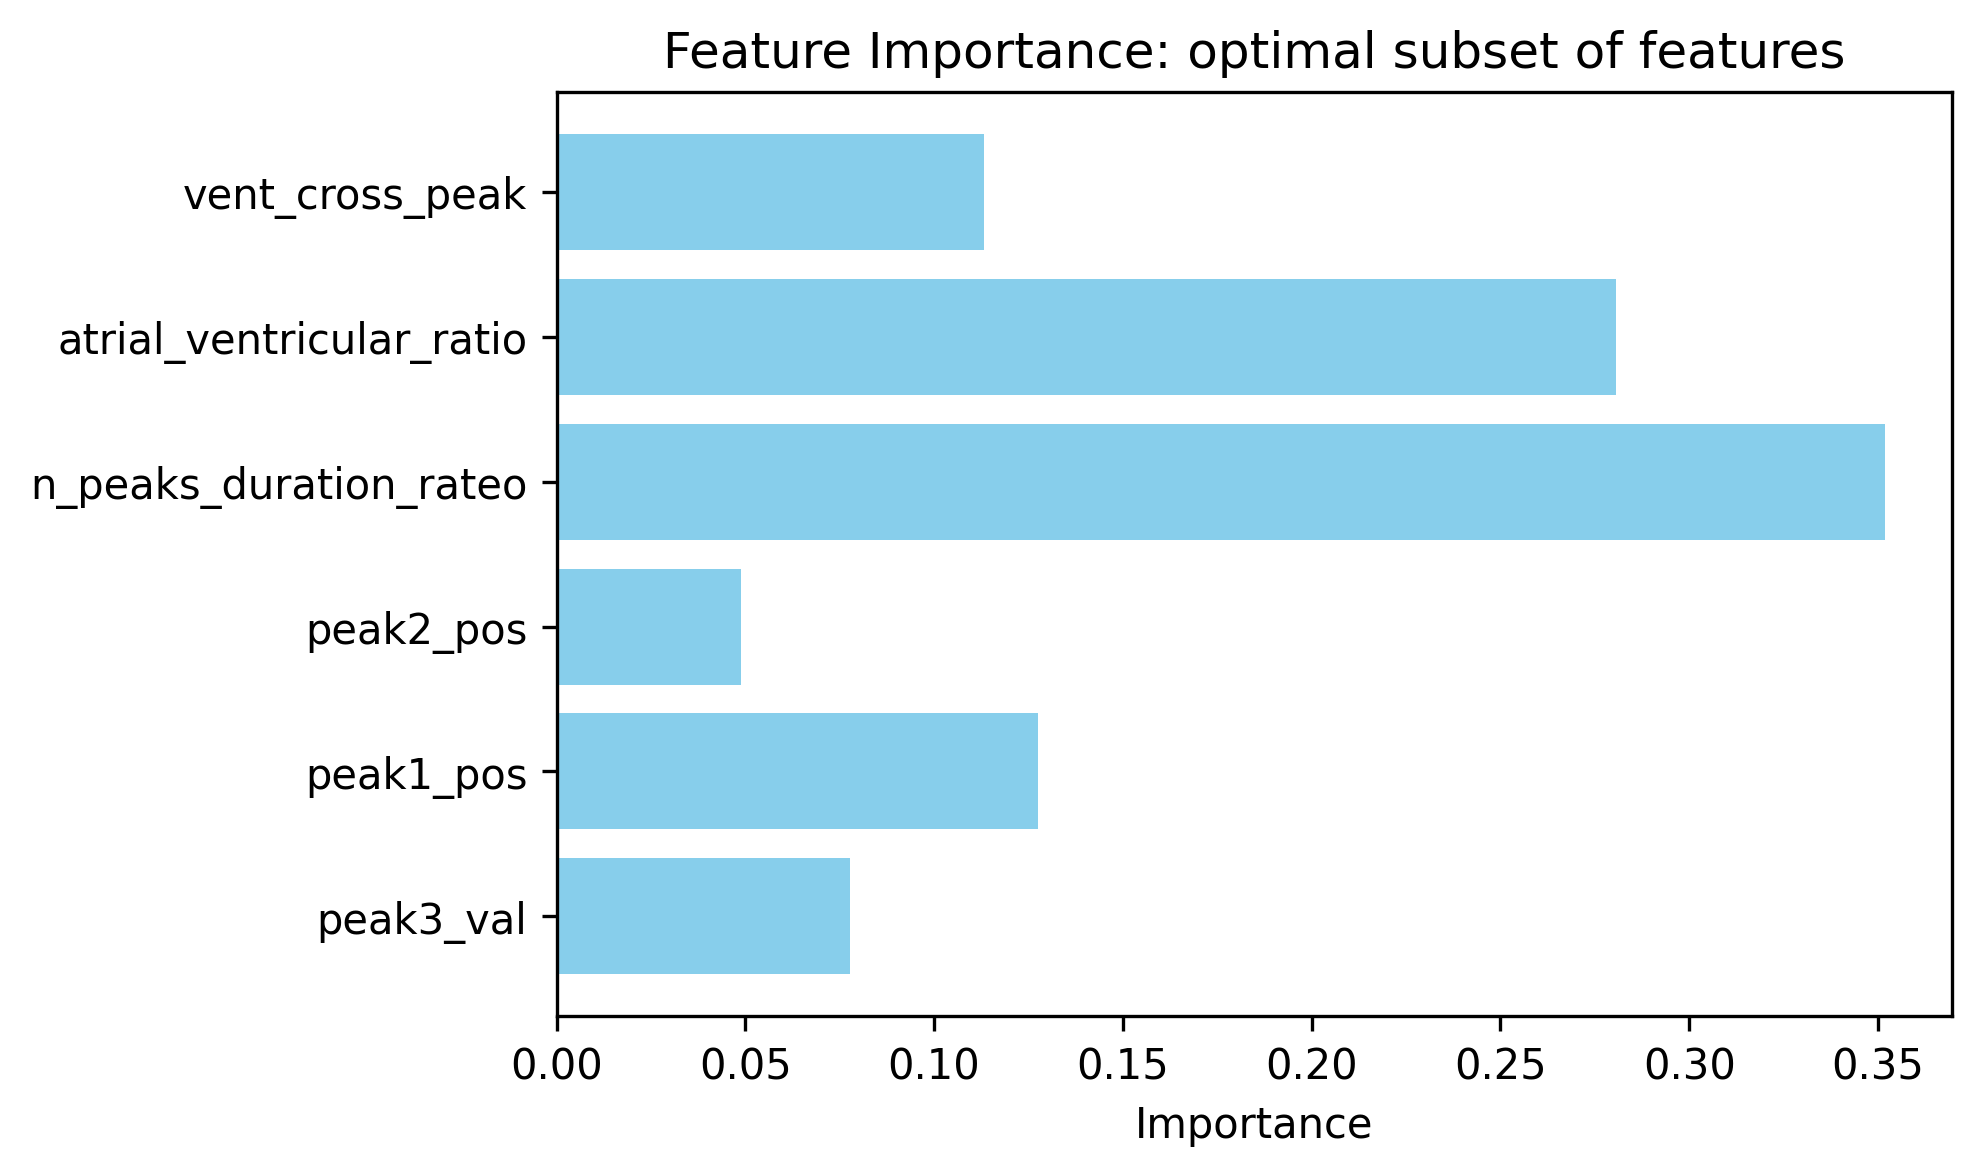 Feature Importance: optimal subset of features
vent_cross_peak
atrial_ventricular_ratio
n_peaks_duration_rateo
peak2_pos
peak1_pos
peak3_val
0.00 0.05 0.10 0.15 0.20 0.25 0.30 0.35
Importance